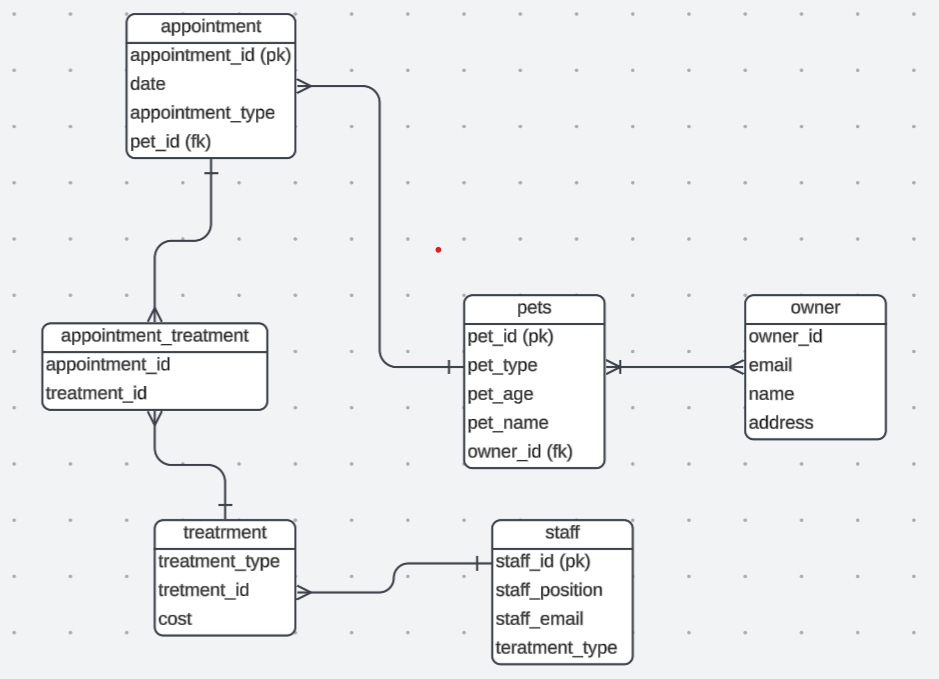 appointment
appointment_id (pk)
date
appointment_type
pet_id (fk)
appointment_treatment
appointment_id
treatment_id
pets
pet_id (pk)
pet_type
pet_age
pet_name
owner_id (fk)
owner
owner_id
email
name
address
treatrment
treatment_type
tretment_id
cost
staff
staff_id (pk)
staff_position
staff_email
teratment_type